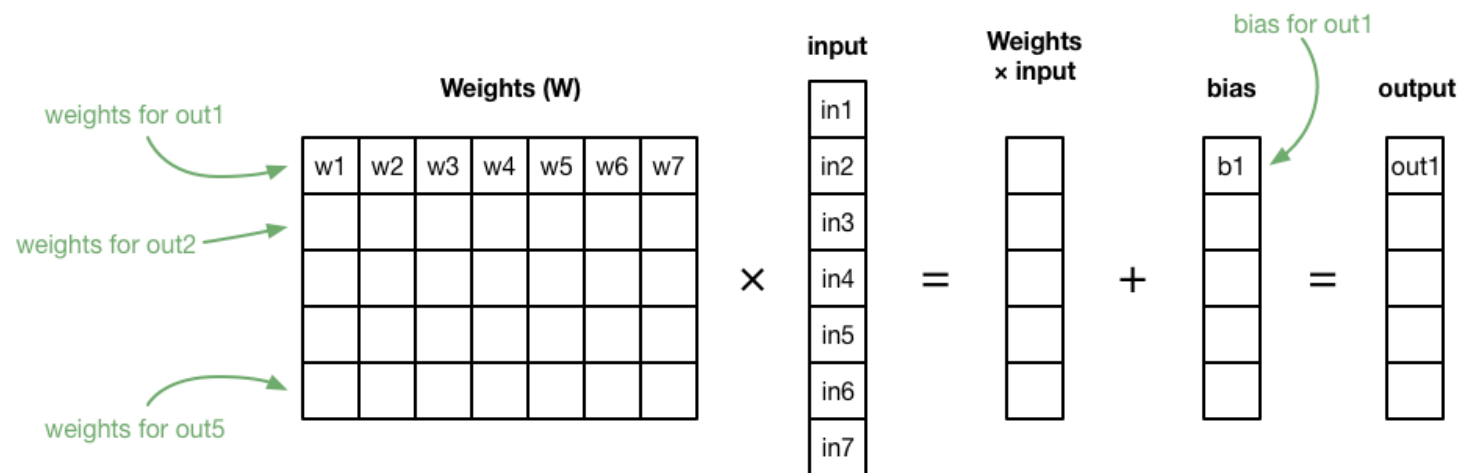 bias for out1
input
Weights
× input
Weights (W)
bias
output
weights for out1
in1
w1 w2 w3 w4 w5 w6 w7
in2
b1
out1
in3
weights for out2
×
in4
=
+
=
in5
in6
weights for out5
in7